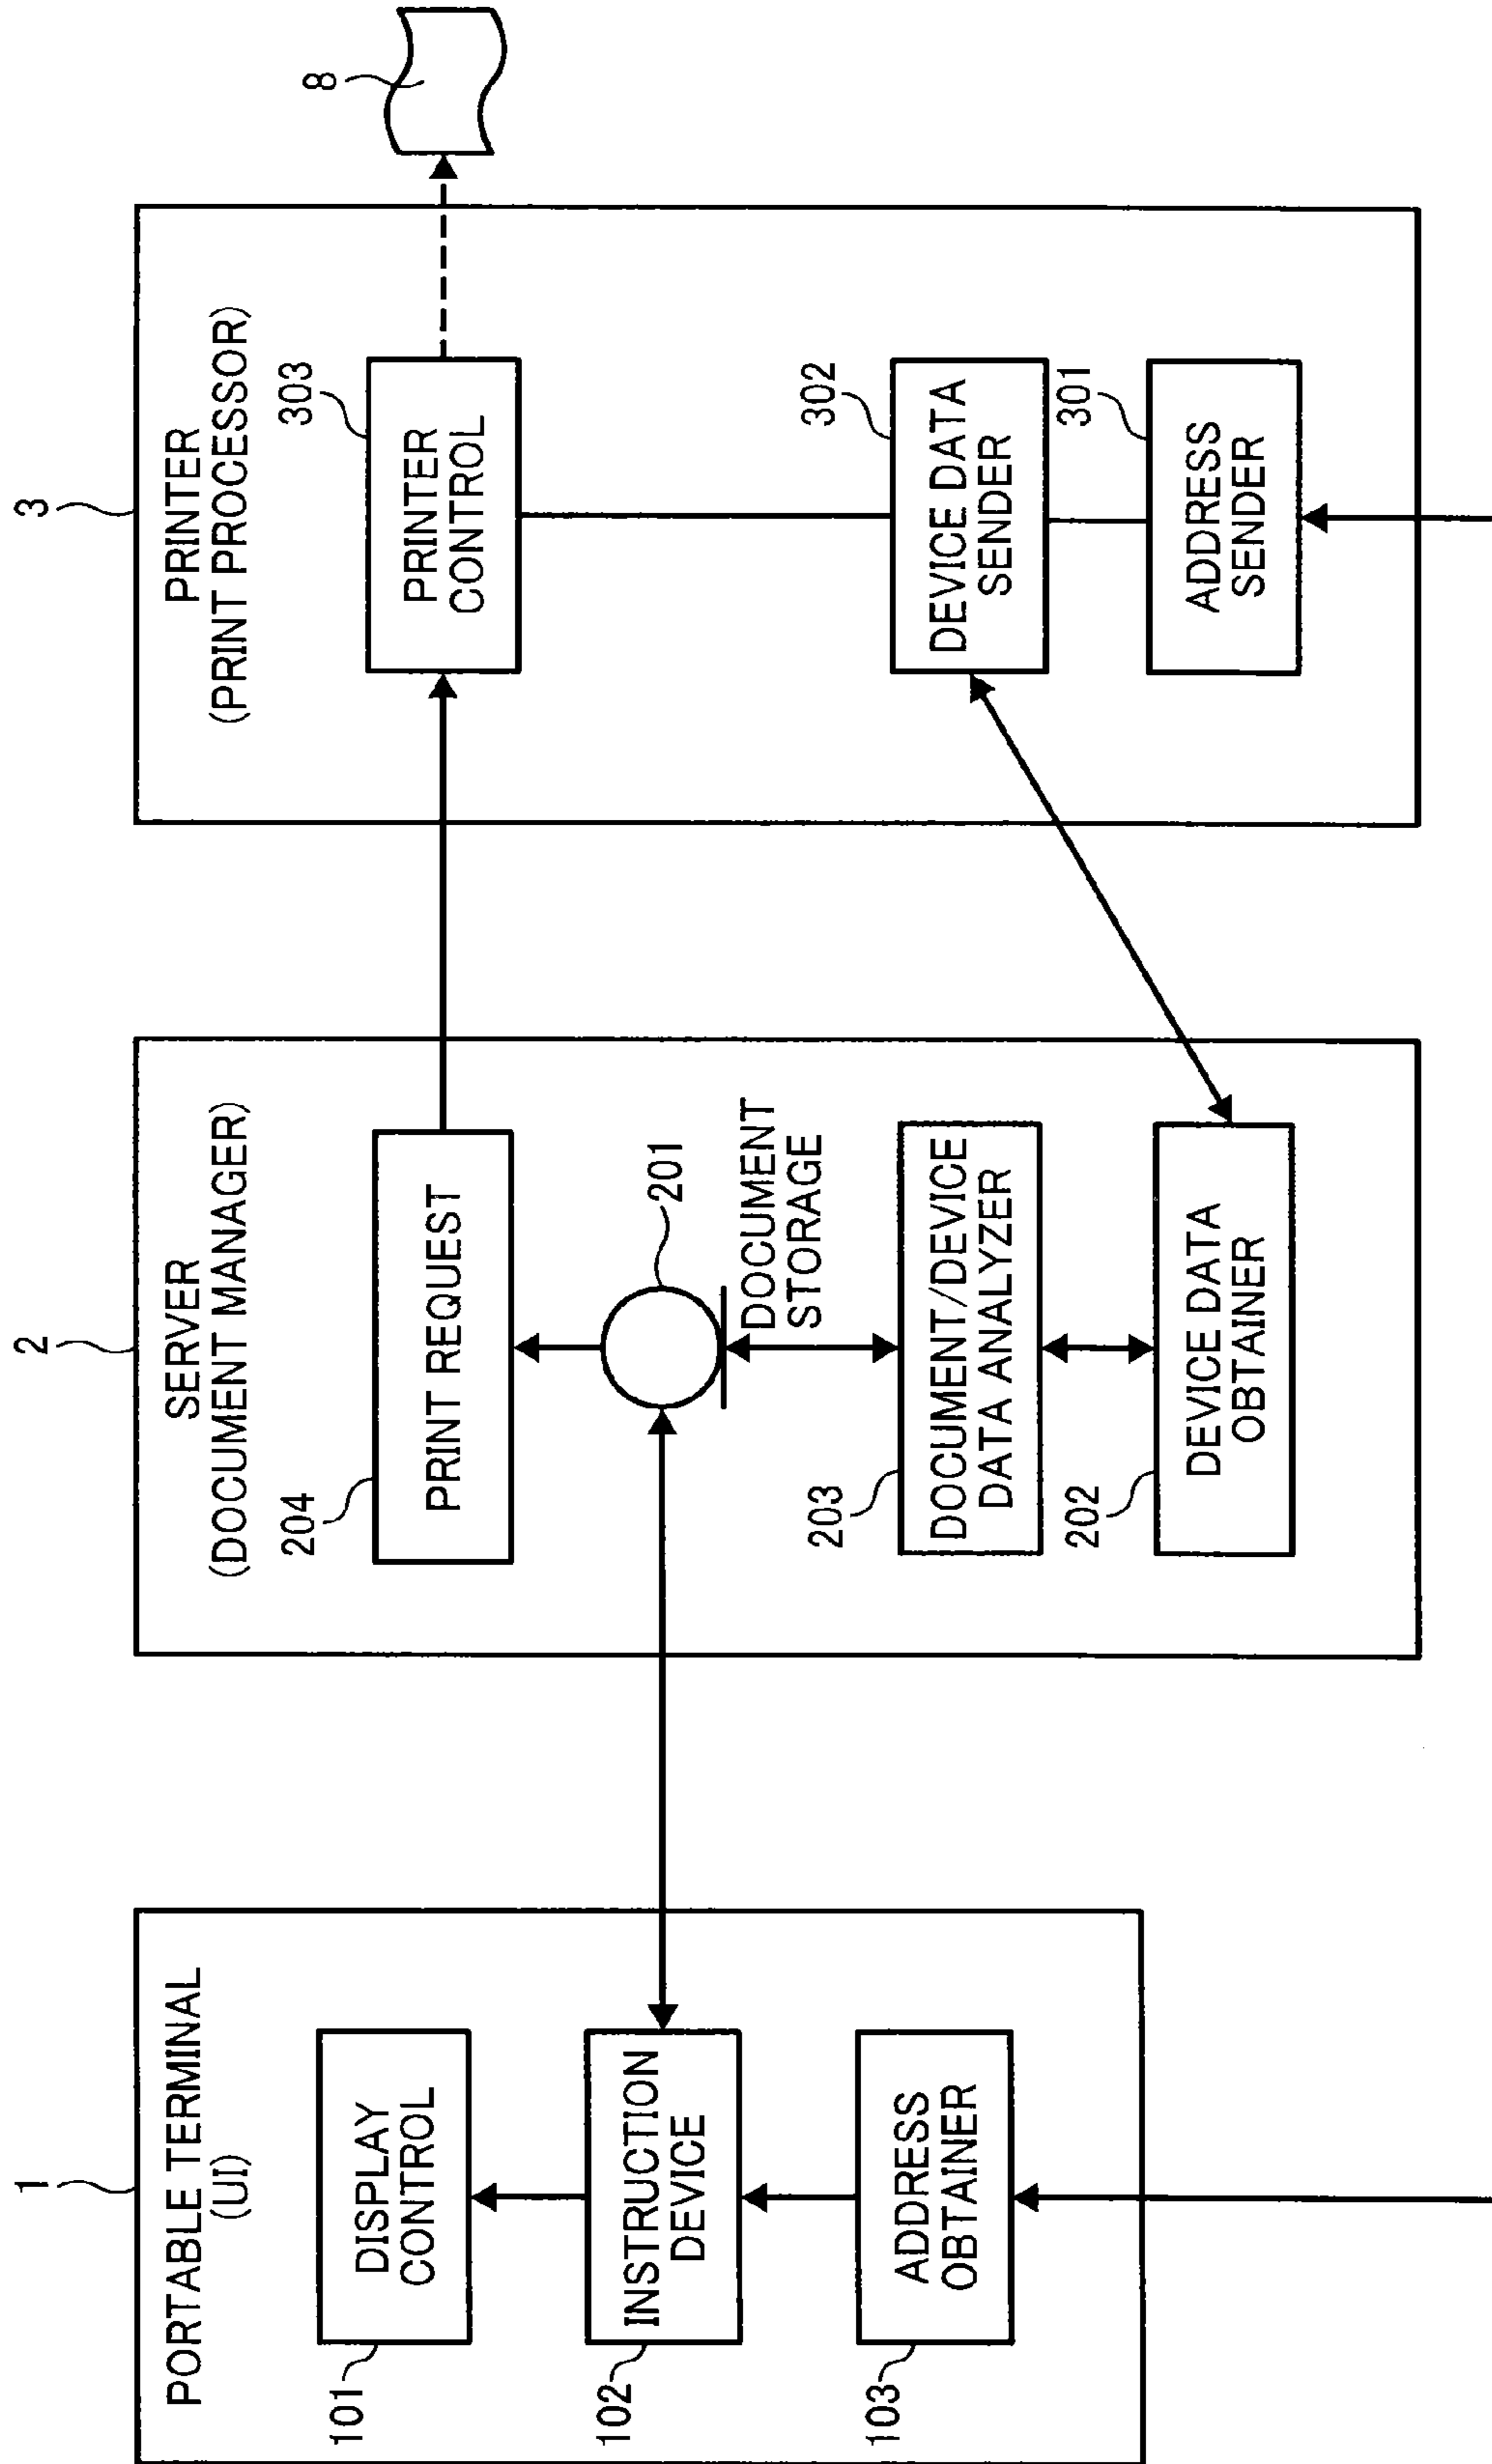 1
PORTABLE TERMINAL
(UI)
101
DISPLAY
CONTROL
102
INSTRUCTION
DEVICE
103
ADDRESS
OBTAINER
2
SERVER
(DOCUMENT MANAGER)
204
PRINT REQUEST
201
DOCUMENT
STORAGE
203
DOCUMENT/DEVICE
DATA ANALYZER
202
DEVICE DATA
OBTAINER
3
PRINTER
(PRINT PROCESSOR)
303
PRINTER
CONTROL
302
DEVICE DATA
SENDER
301
ADDRESS
SENDER
8